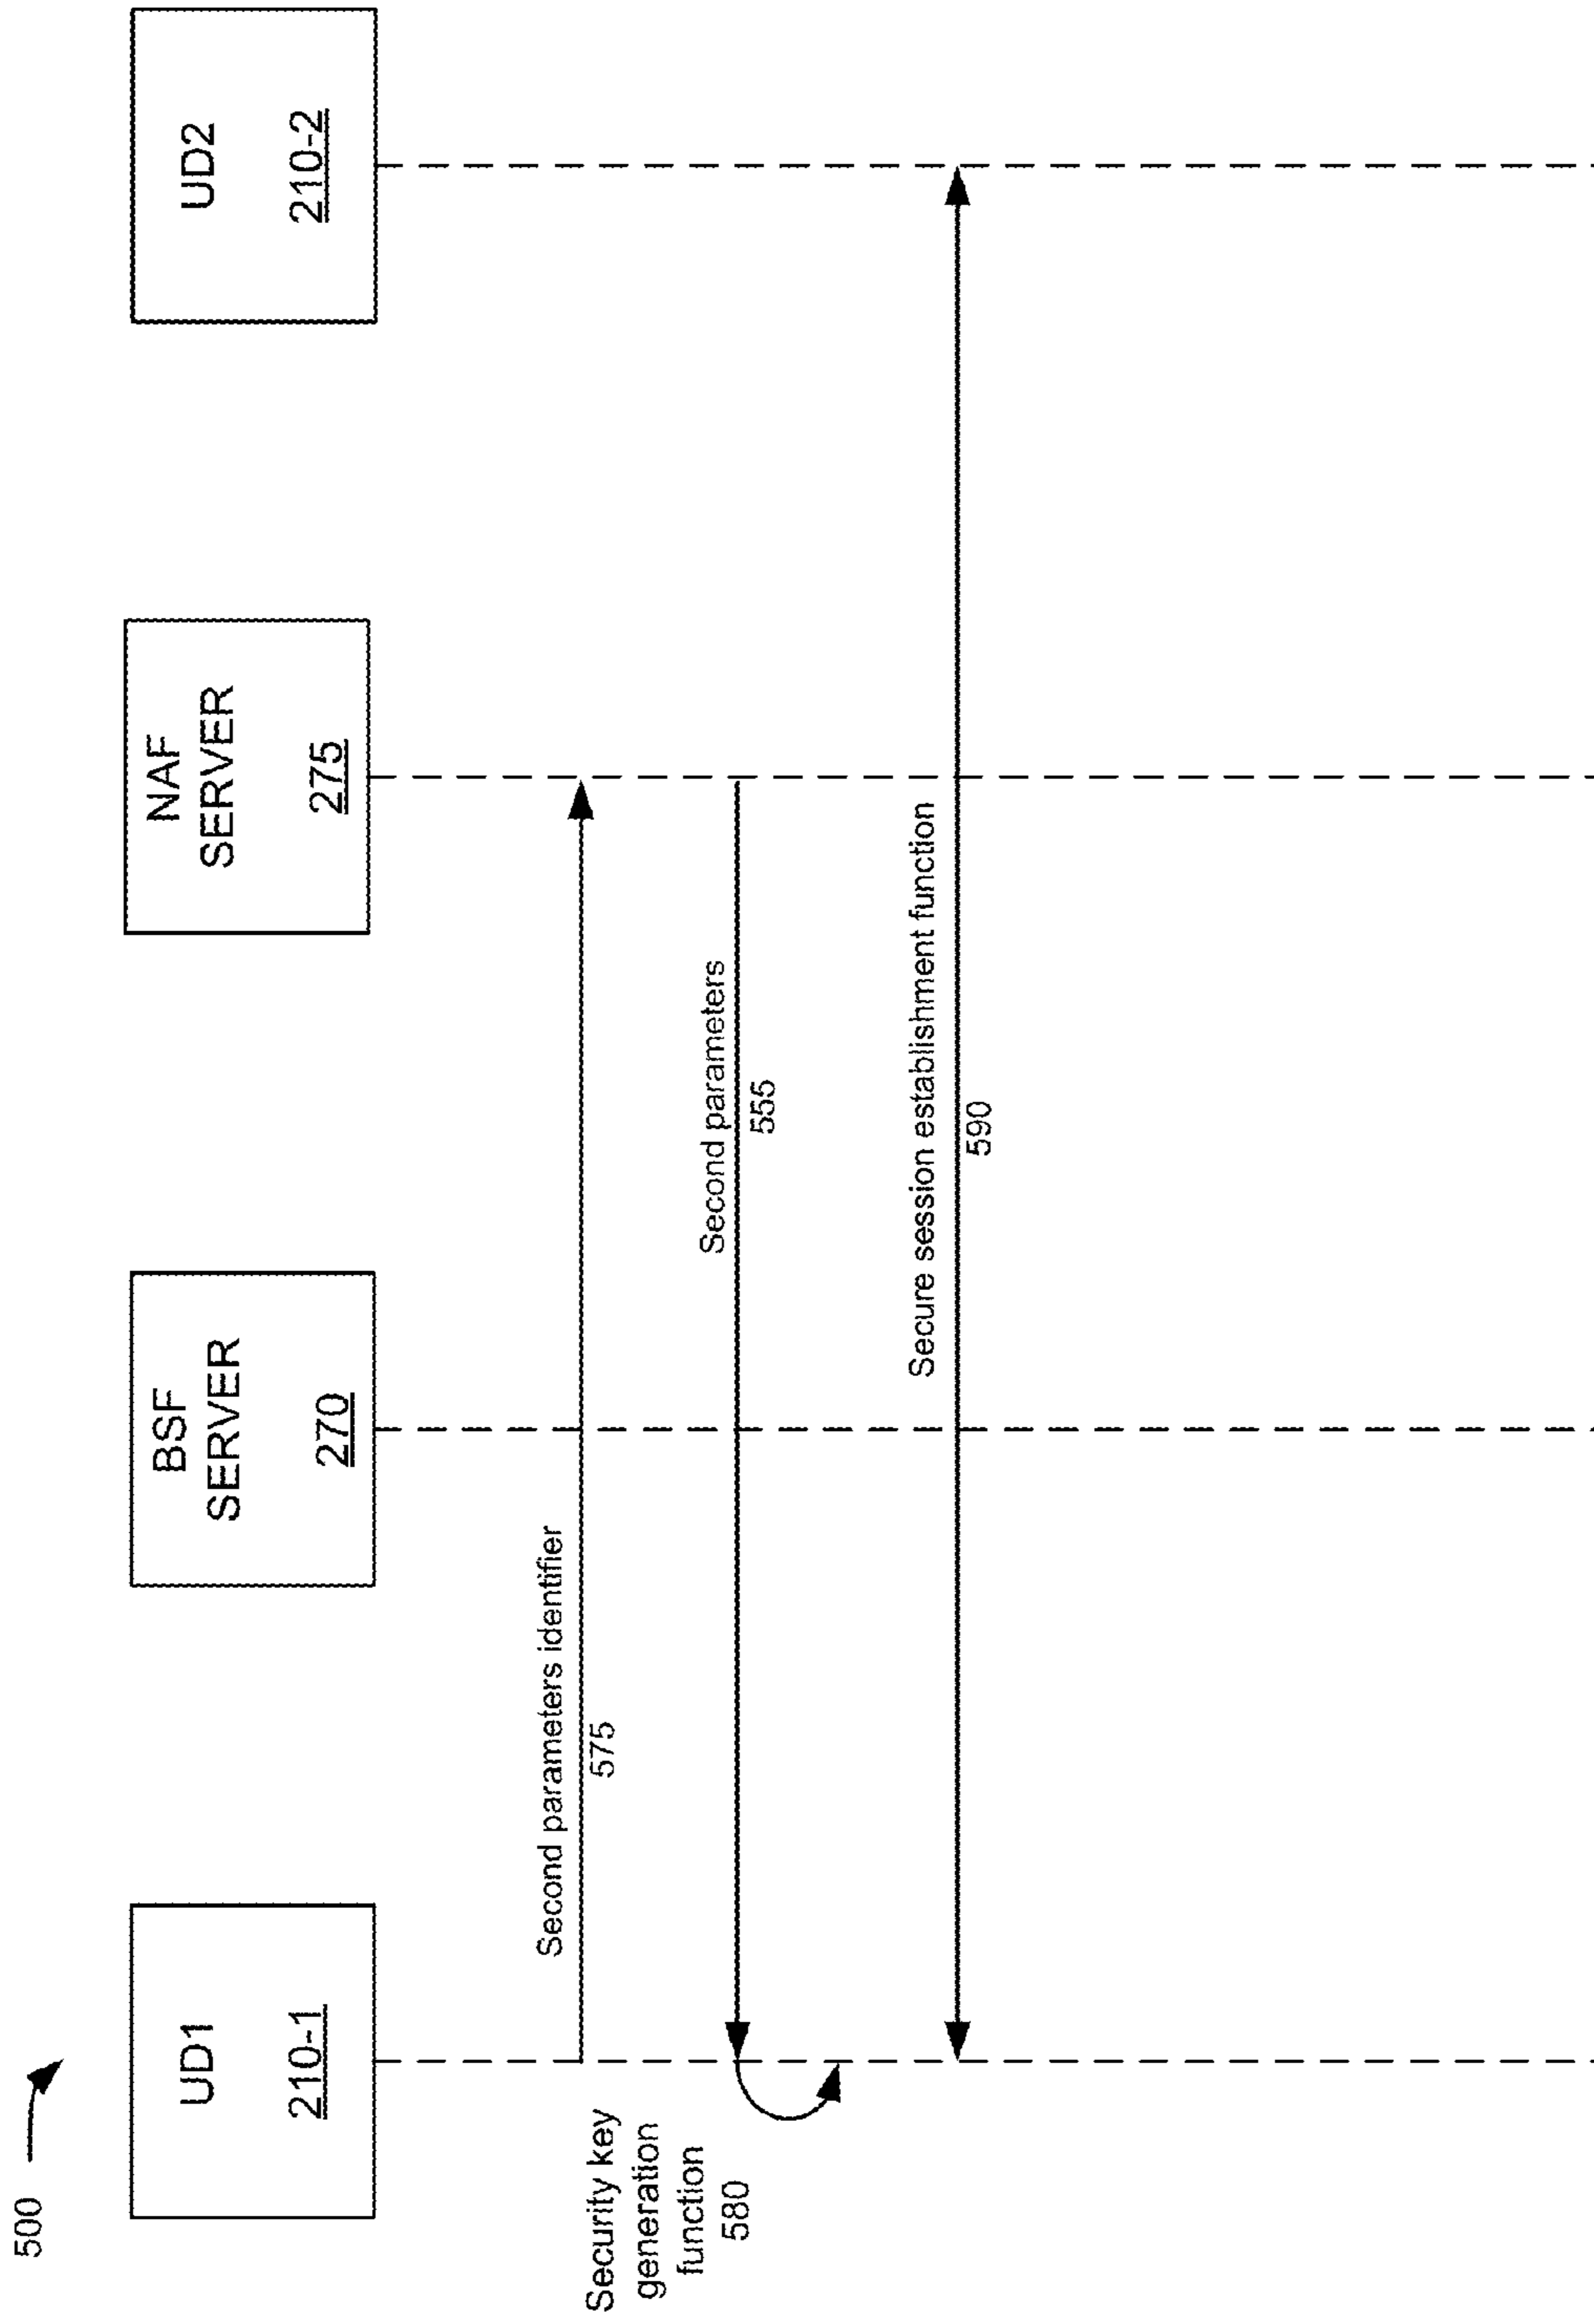 500
UD1
210-1
BSF
SERVER
270
NAF
SERVER
275
UD2
210-2
Second parameters identifier
575
Second parameters
555
Security key
generation
function
580
Secure session establishment function
590